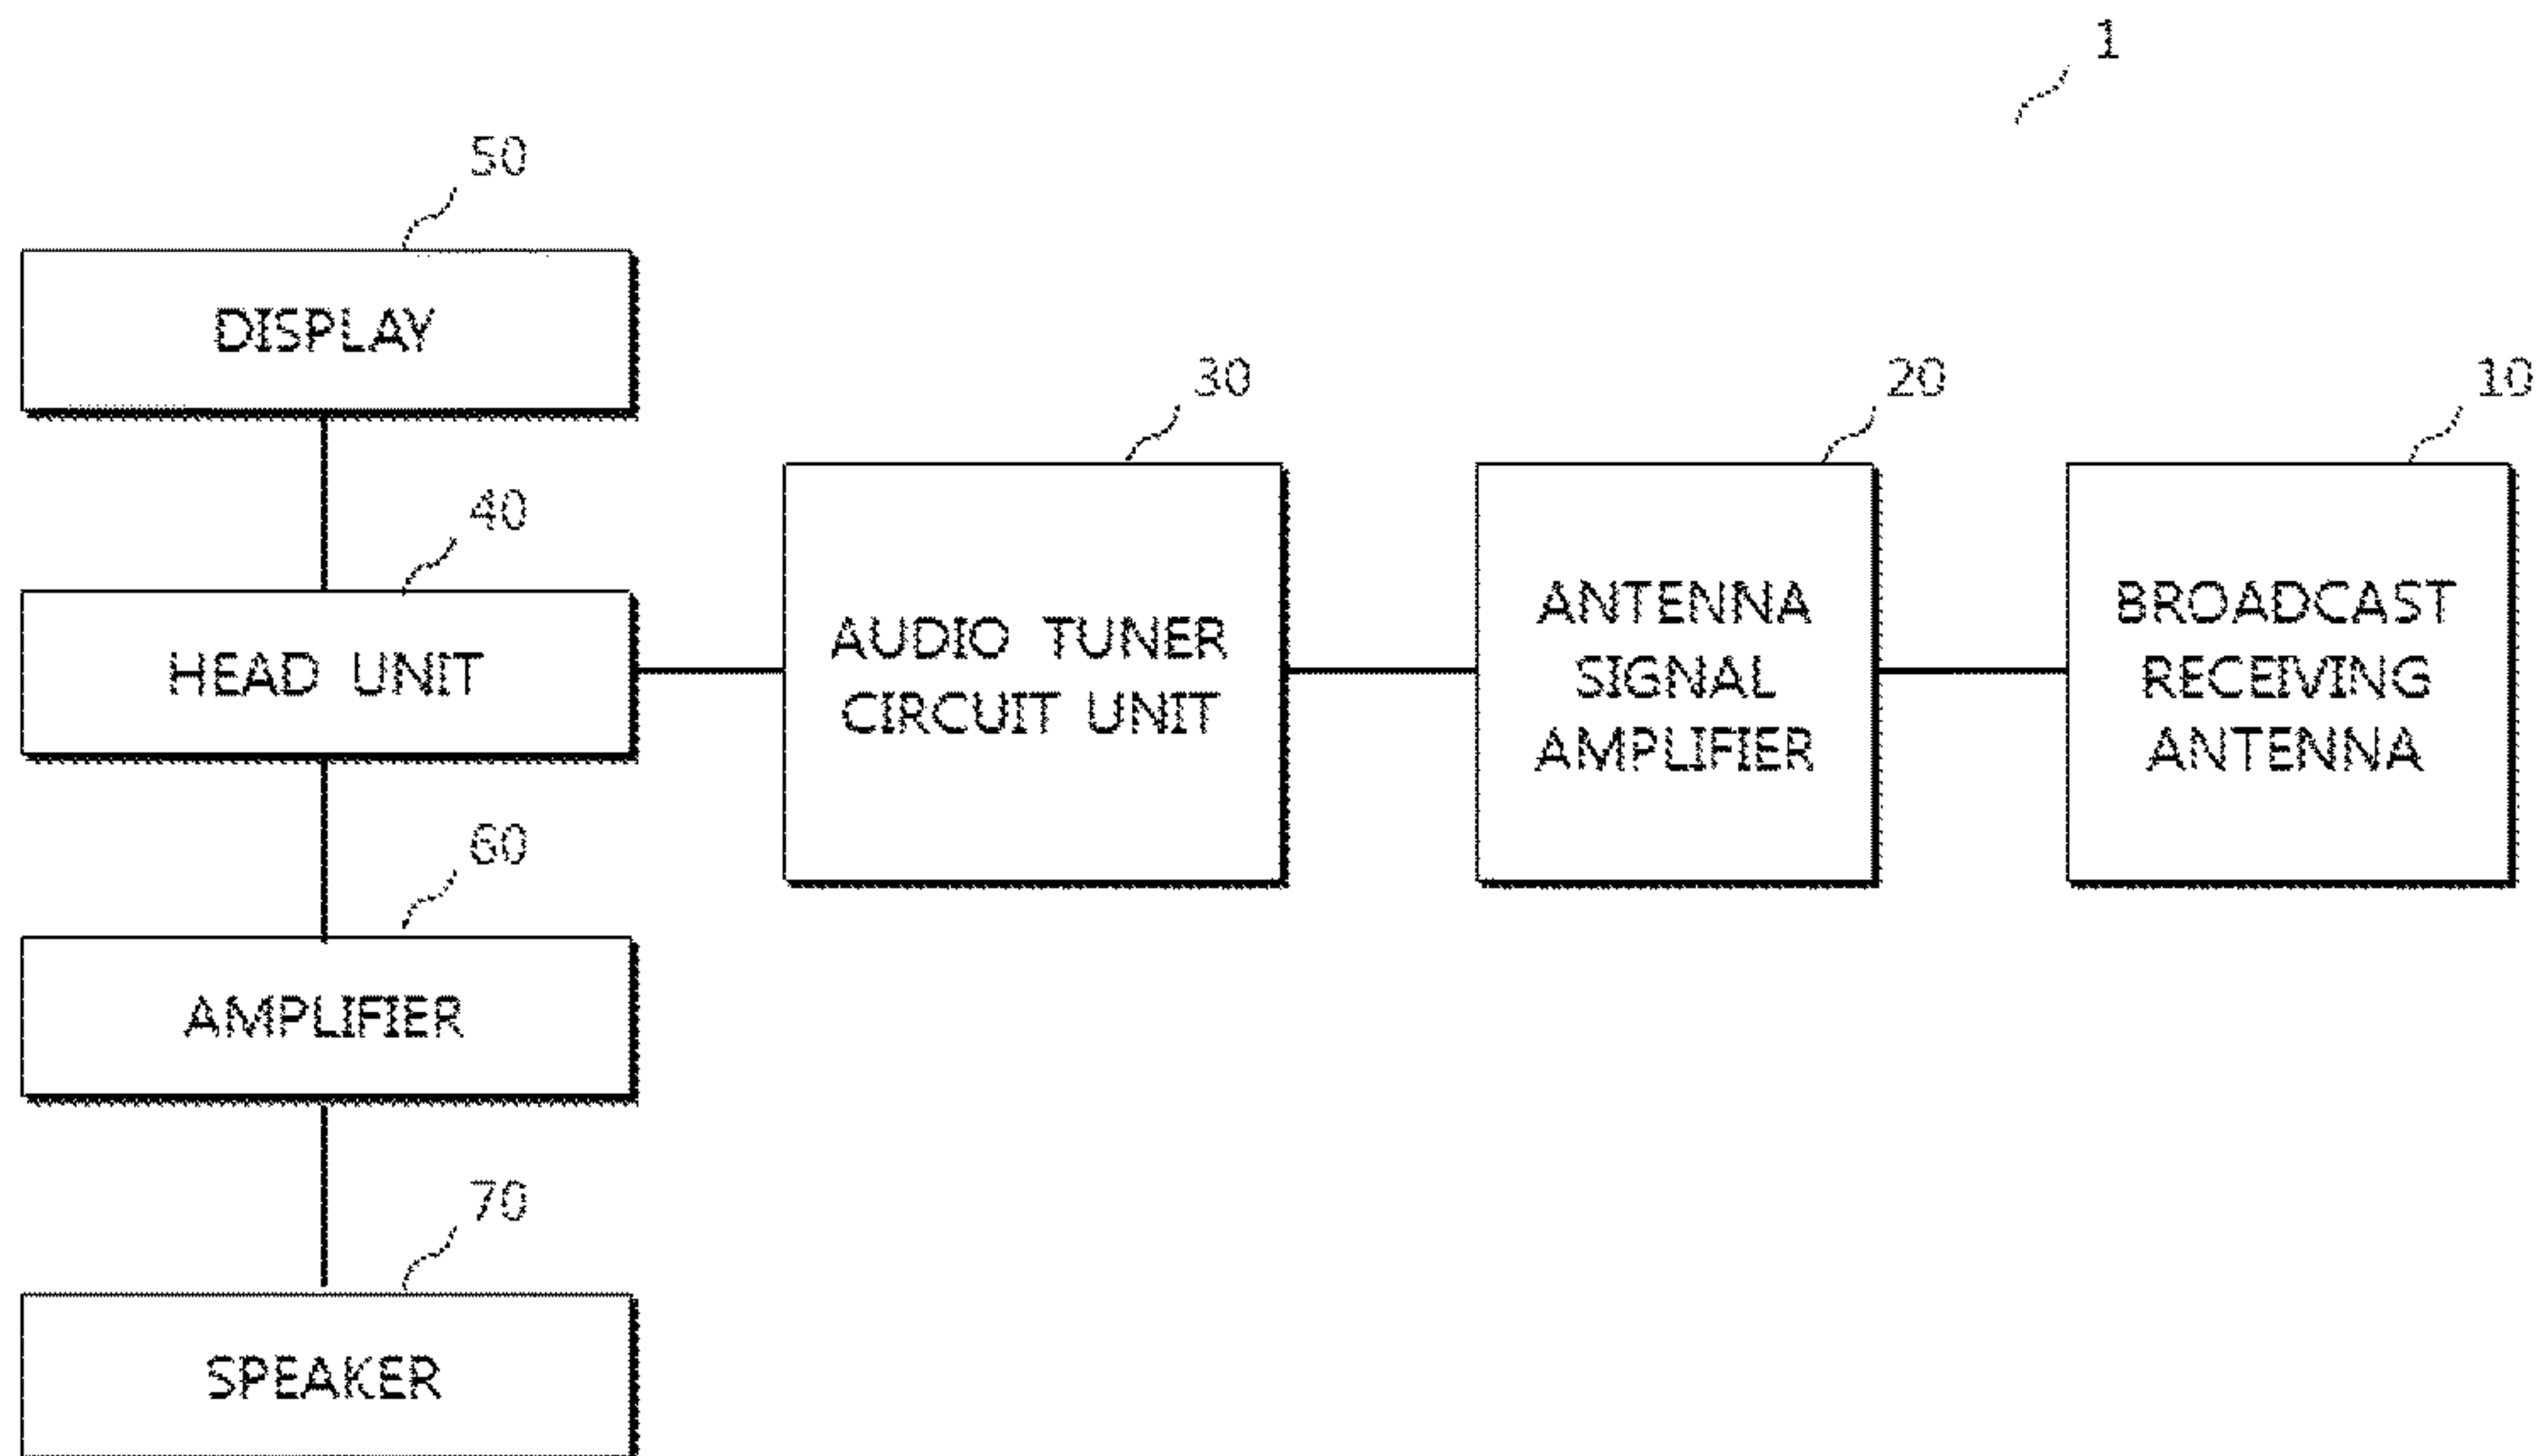 1
50
DISPLAY
40
HEAD UNIT
30
AUDIO TUNER
CIRCUIT UNIT
20
ANTENNA
SIGNAL
AMPLIFIER
10
BROADCAST
RECEIVING
ANTENNA
60
AMPLIFIER
70
SPEAKER